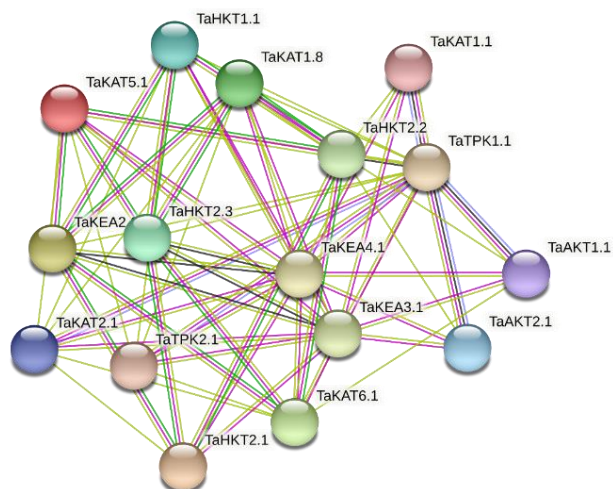 TaHKT1.1
TaKAT1.1
TaKAT1.8
TaKAT5.1
TaHKT2.2
TaTPK1.1
TaHKT2.3
TaKEA2
TaKEA4.1
TaAKT1.1
TaKEA3.1
TaKAT2.1
TaTPK2.1
TaAKT2.1
TaKAT6.1
TaHKT2.1